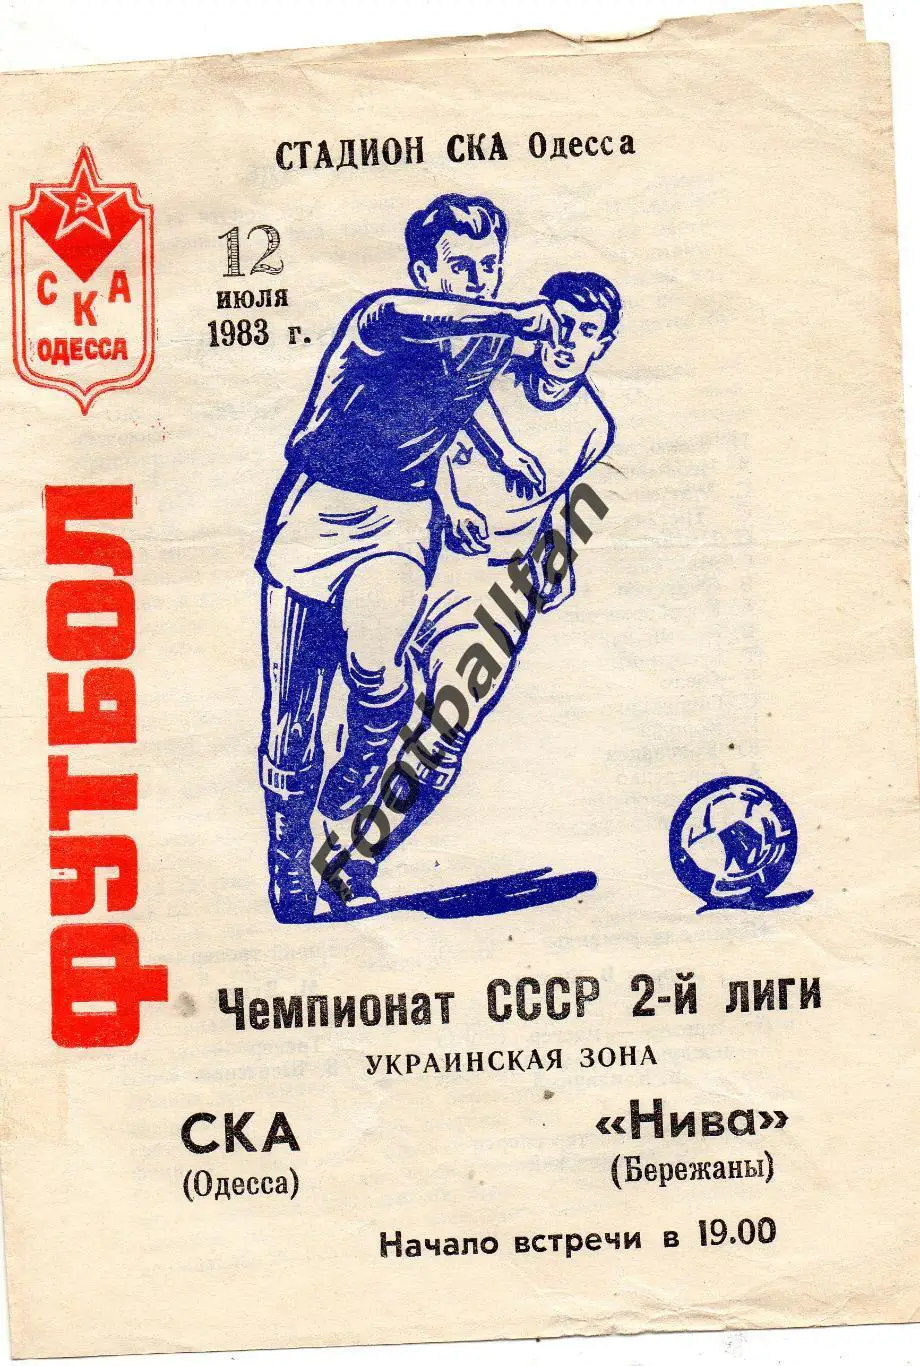 СТАДИОН СКА Одесса
СКА
ОДЕССА
12
июля
1983 г.
ФУТБОЛ
Footballfan
Чемпионат СССР 2-й лиги
УКРАИНСКАЯ ЗОНА
СКА
(Одесса)
«Нива»
(Бережаны)
Начало встречи в 19.00